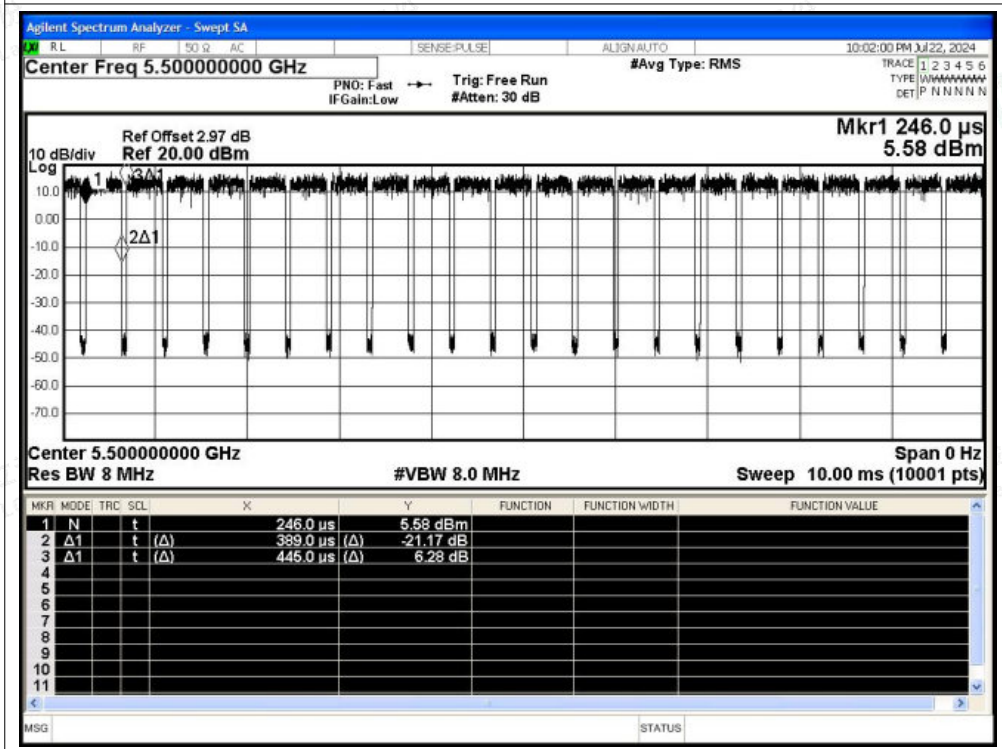 Agilent Spectrum Analyzer - Swept SA
RL RF 50 Ω AC SENSE:PULSE ALIGNAUTO 10:02:00 PM Jul 22, 2024
Center Freq 5.500000000 GHz #Avg Type: RMS TRACE 1 2 3 4 5 6
PNO: Fast Trig: Free Run TYPE WWWWWW
IFGain:Low #Atten: 30 dB DET P N N N N N
Mkr1 246.0 µs
Ref Offset 2.97 dB
10 dB/div Ref 20.00 dBm 5.58 dBm
Log
1 3Δ1
10.0
0.00
2Δ1
-10.0
-20.0
-30.0
-40.0
-50.0
-60.0
-70.0
Center 5.500000000 GHz Span 0 Hz
Res BW 8 MHz #VBW 8.0 MHz Sweep 10.00 ms (10001 pts)
MKR MODE TRC SCL X Y FUNCTION FUNCTION WIDTH FUNCTION VALUE
1 N t 246.0 µs 5.58 dBm
2 Δ1 t (Δ) 389.0 µs (Δ) -21.17 dB
3 Δ1 t (Δ) 445.0 µs (Δ) 6.28 dB
4
5
6
7
8
9
10
11
MSG STATUS